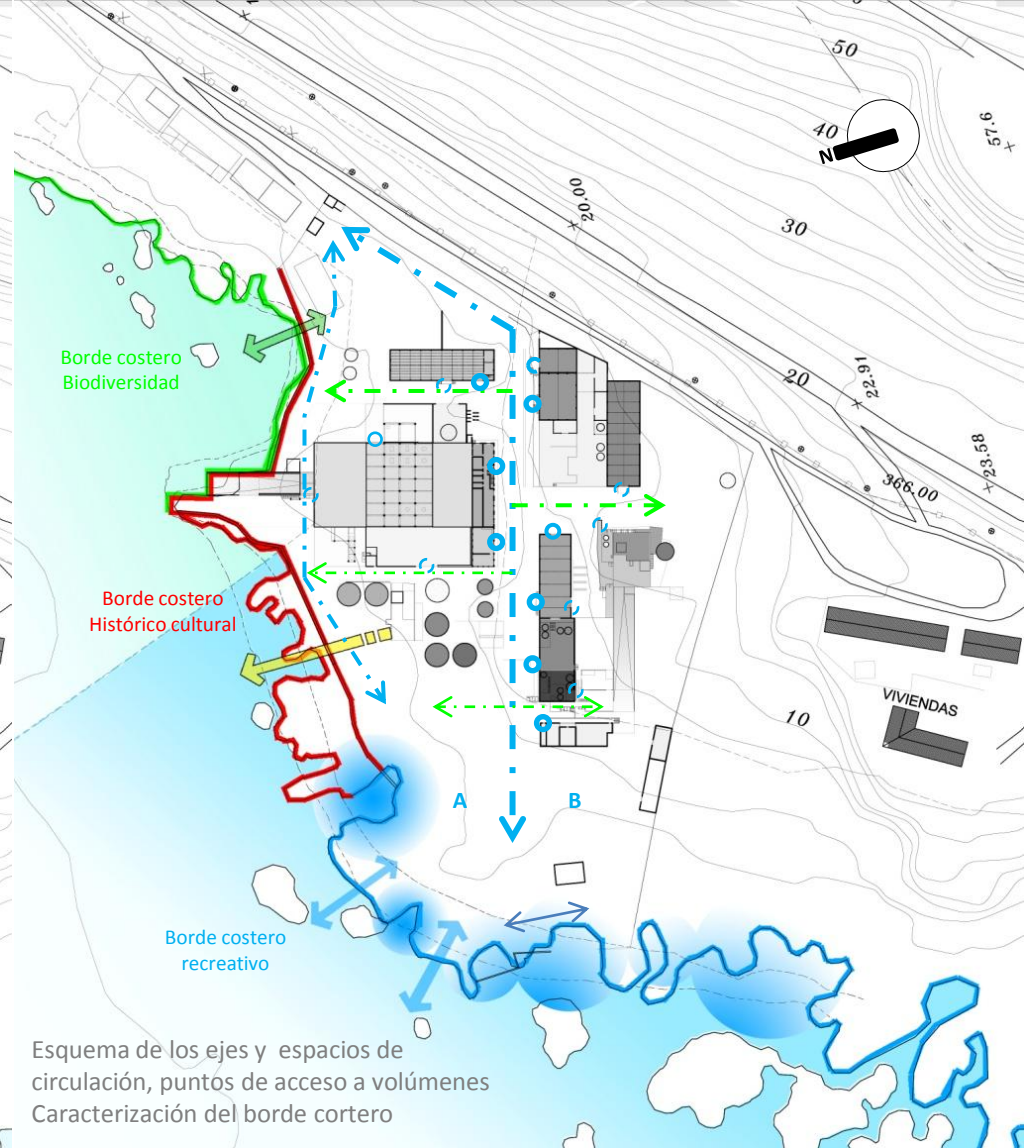 50
40
N
57.6
20.00
30
Borde costero
Biodiversidad
20
22.91
23.58
366.00
Borde costero
Histórico cultural
VIVIENDAS
10
A
B
Borde costero
recreativo
Esquema de los ejes y espacios de
circulación, puntos de acceso a volúmenes
Caracterización del borde cortero